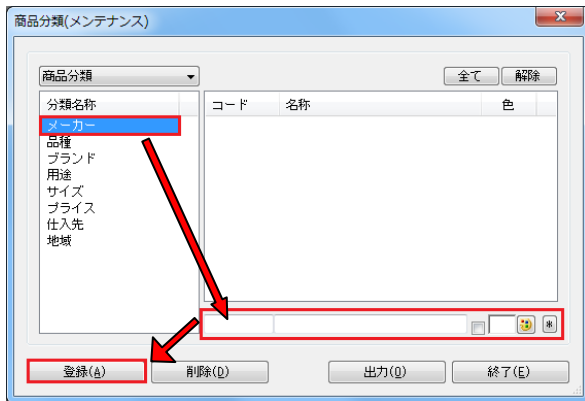 商品分類(メンテナンス)
商品分類
全て
解除
分類名称
コード
名称
色
メーカー
品種
ブランド
用途
サイズ
プライス
仕入先
地域
*
登録(A)
削除(D)
出力(O)
終了(E)